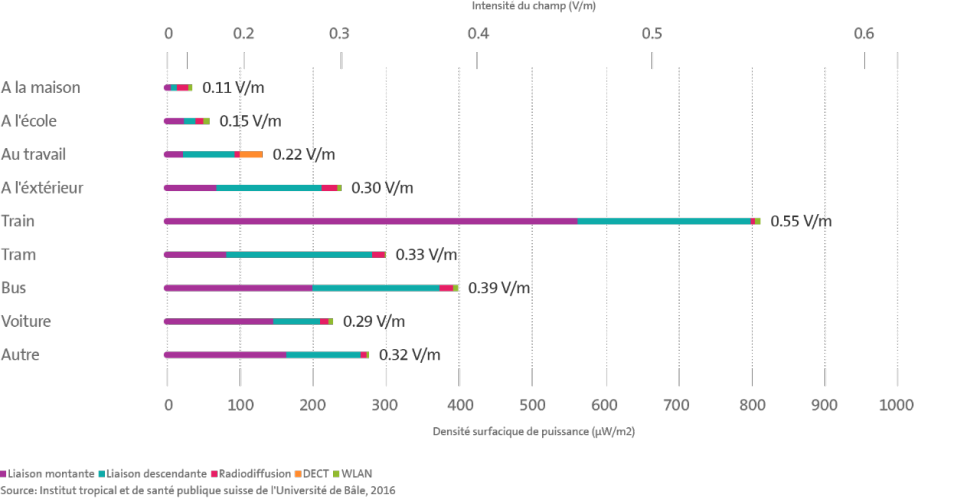 Intensité du champ (V/m)
0 0.2 0.3 0.4 0.5 0.6
A la maison 0.11 V/m
A l'école 0.15 V/m
Au travail 0.22 V/m
A l'éxtérieur 0.30 V/m
Train 0.55 V/m
Tram 0.33 V/m
Bus 0.39 V/m
Voiture 0.29 V/m
Autre 0.32 V/m
0 100 200 300 400 500 600 700 800 900 1000
Densité surfacique de puissance (µW/m2)
Liaison montante Liaison descendante Radiodiffusion DECT WLAN
Source: Institut tropical et de santé publique suisse de l'Université de Bâle, 2016